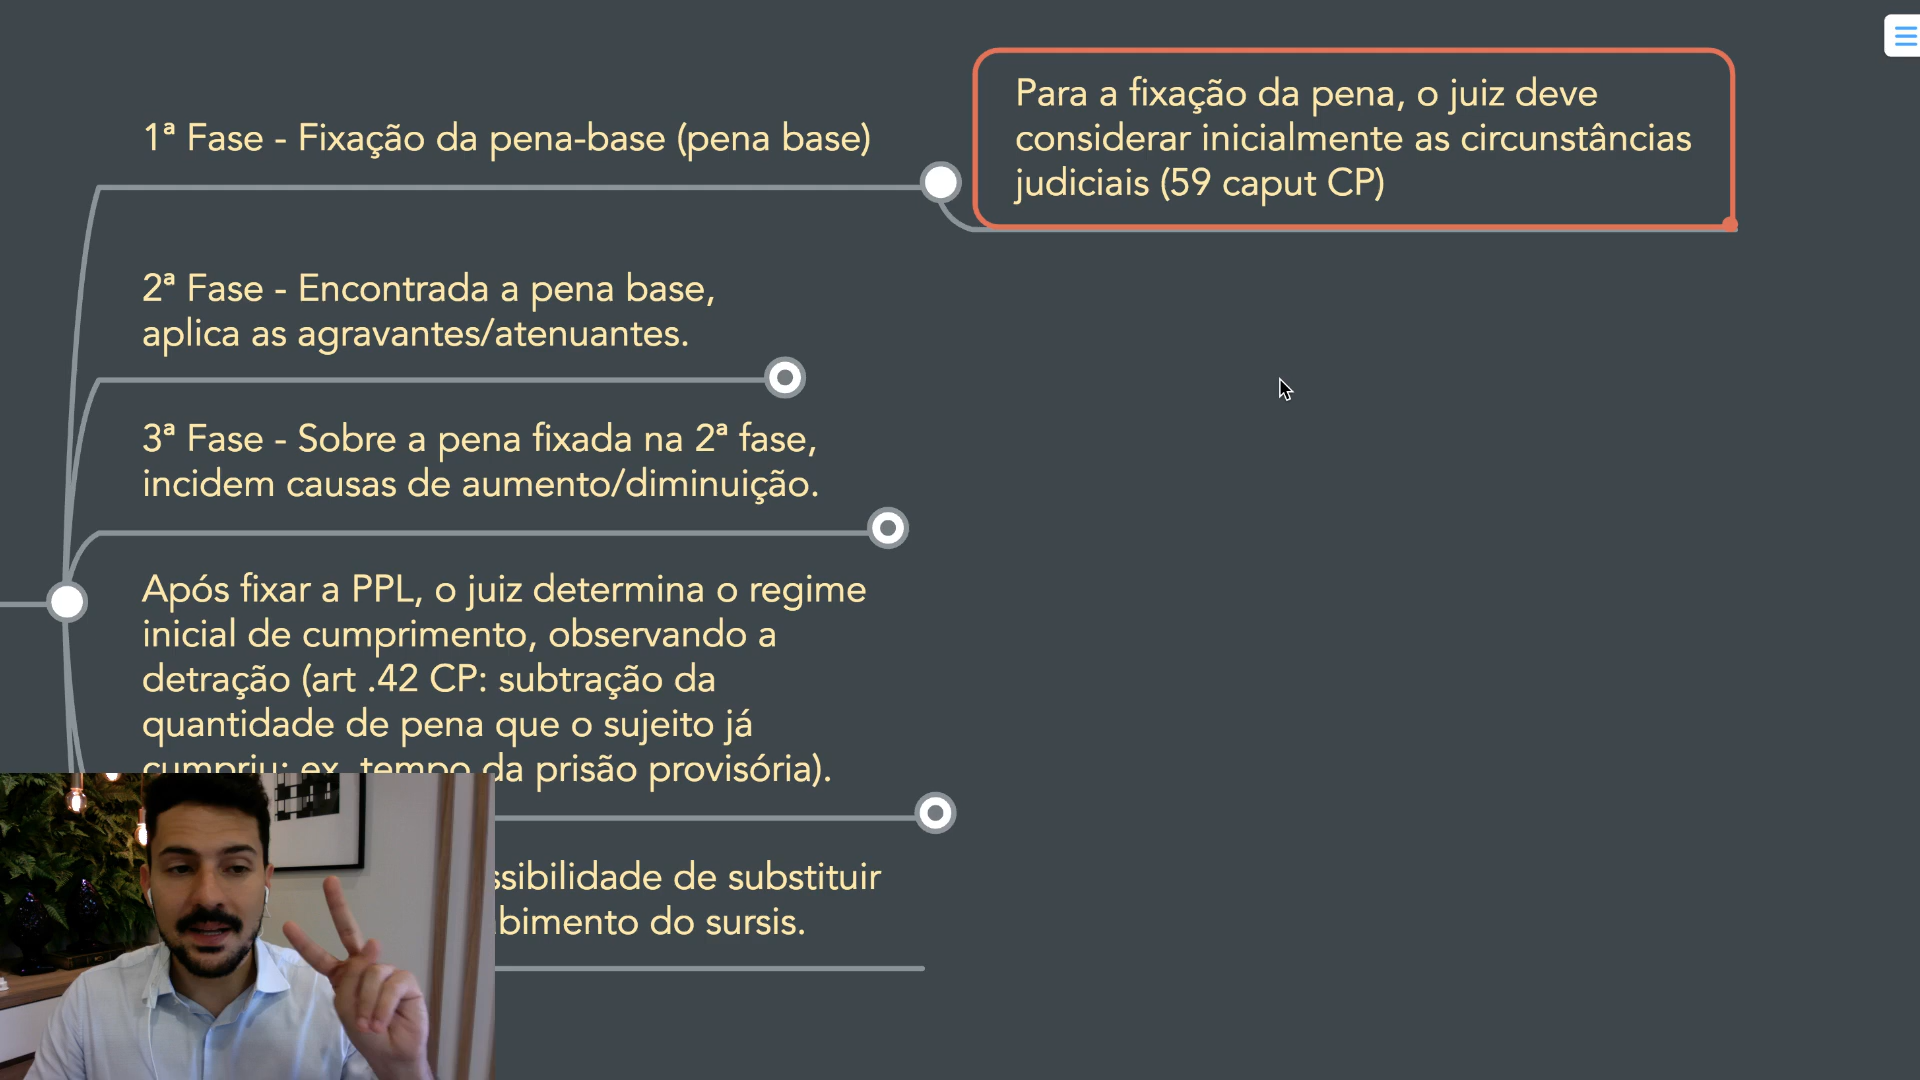 1ª Fase - Fixação da pena-base (pena base)
Para a fixação da pena, o juiz deve
considerar inicialmente as circunstâncias
judiciais (59 caput CP)
2ª Fase - Encontrada a pena base,
aplica as agravantes/atenuantes.
3ª Fase - Sobre a pena fixada na 2ª fase,
incidem causas de aumento/diminuição.
Após fixar a PPL, o juiz determina o regime
inicial de cumprimento, observando a
detração (art .42 CP: subtração da
quantidade de pena que o sujeito já
cumpriu; ex. tempo da prisão provisória).
de substituir
do sursis.